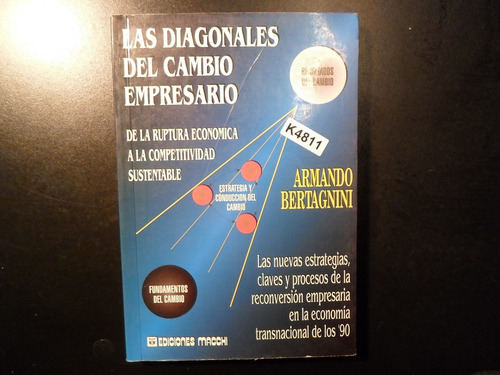 LAS DIAGONALES
DEL CAMBIO
EMPRESARIO
DE LA RUPTURA ECONOMICA
A LA COMPETITIVIDAD
SUSTENTABLE
DEL CAMBIO
K4811
ARMANDO
BERTAGNINI
ESTRATEGIA Y
CONDUCCION DEL
CAMBIO
Las nuevas estrategias,
claves y procesos de la
reconversión empresaria
en la economía
transnacional de los '90
FUNDAMENTOS
DEL CAMBIO
EDICIONES MACCHI